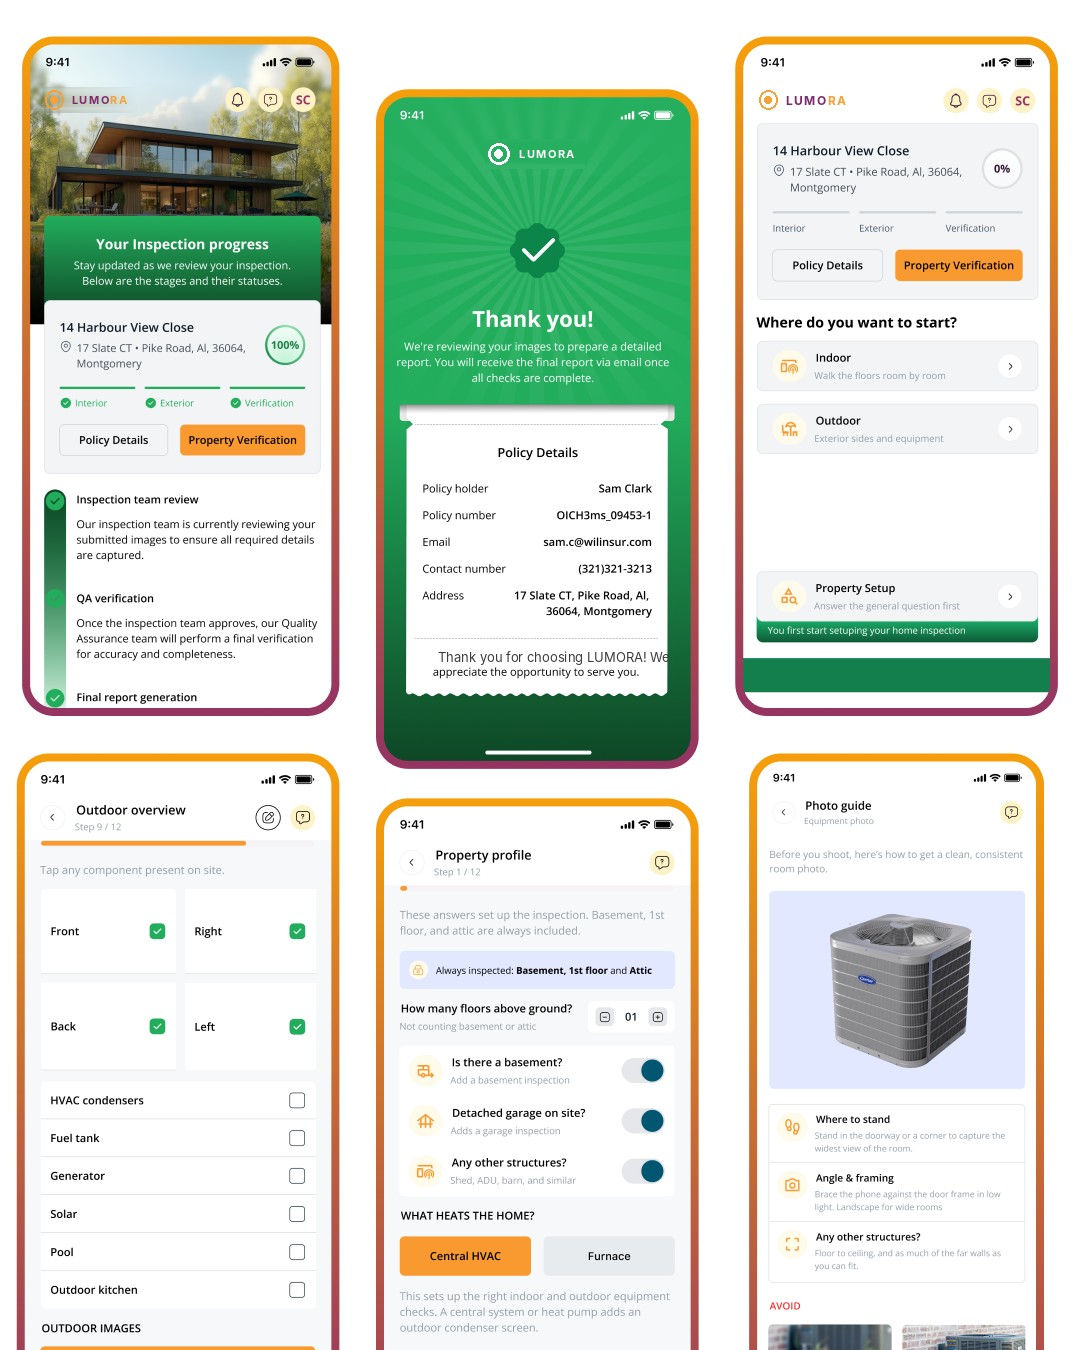 9:41
LUMORA
SC
Your Inspection progress
Stay updated as we review your inspection.
Below are the stages and their statuses.
14 Harbour View Close
17 Slate CT • Pike Road, Al, 36064,
Montgomery
100%
Interior
Exterior
Verification
Policy Details
Property Verification
Inspection team review
Our inspection team is currently reviewing your
submitted images to ensure all required details
are captured.
QA verification
Once the inspection team approves, our Quality
Assurance team will perform a final verification
for accuracy and completeness.
Final report generation
9:41
LUMORA
Thank you!
We're reviewing your images to prepare a detailed
report. You will receive the final report via email once
all checks are complete.
Policy Details
Policy holder Sam Clark
Policy number OICH3ms_09453-1
Email sam.c@wilinsur.com
Contact number (321)321-3213
Address 17 Slate CT, Pike Road, Al,
36064, Montgomery
Thank you for choosing LUMORA! We
appreciate the opportunity to serve you.
9:41
LUMORA
SC
14 Harbour View Close
17 Slate CT • Pike Road, Al, 36064,
Montgomery
0%
Interior
Exterior
Verification
Policy Details
Property Verification
Where do you want to start?
Indoor
Walk the floors room by room
Outdoor
Exterior sides and equipment
Property Setup
Answer the general question first
You first start setuping your home inspection
9:41
Outdoor overview
Step 9 / 12
Tap any component present on site.
Front
Right
Back
Left
HVAC condensers
Fuel tank
Generator
Solar
Pool
Outdoor kitchen
OUTDOOR IMAGES
9:41
Property profile
Step 1 / 12
These answers set up the inspection. Basement, 1st
floor, and attic are always included.
Always inspected: Basement, 1st floor and Attic
How many floors above ground?
Not counting basement or attic
01
Is there a basement?
Add a basement inspection
Detached garage on site?
Adds a garage inspection
Any other structures?
Shed, ADU, barn, and similar
WHAT HEATS THE HOME?
Central HVAC
Furnace
This sets up the right indoor and outdoor equipment
checks. A central system or heat pump adds an
outdoor condenser screen.
9:41
Photo guide
Equipment photo
Before you shoot, here's how to get a clean, consistent
room photo.
Where to stand
Stand in the doorway or a corner to capture the
widest view of the room.
Angle & framing
Brace the phone against the door frame in low
light. Landscape for wide rooms
Any other structures?
Floor to ceiling, and as much of the far walls as
you can fit.
AVOID